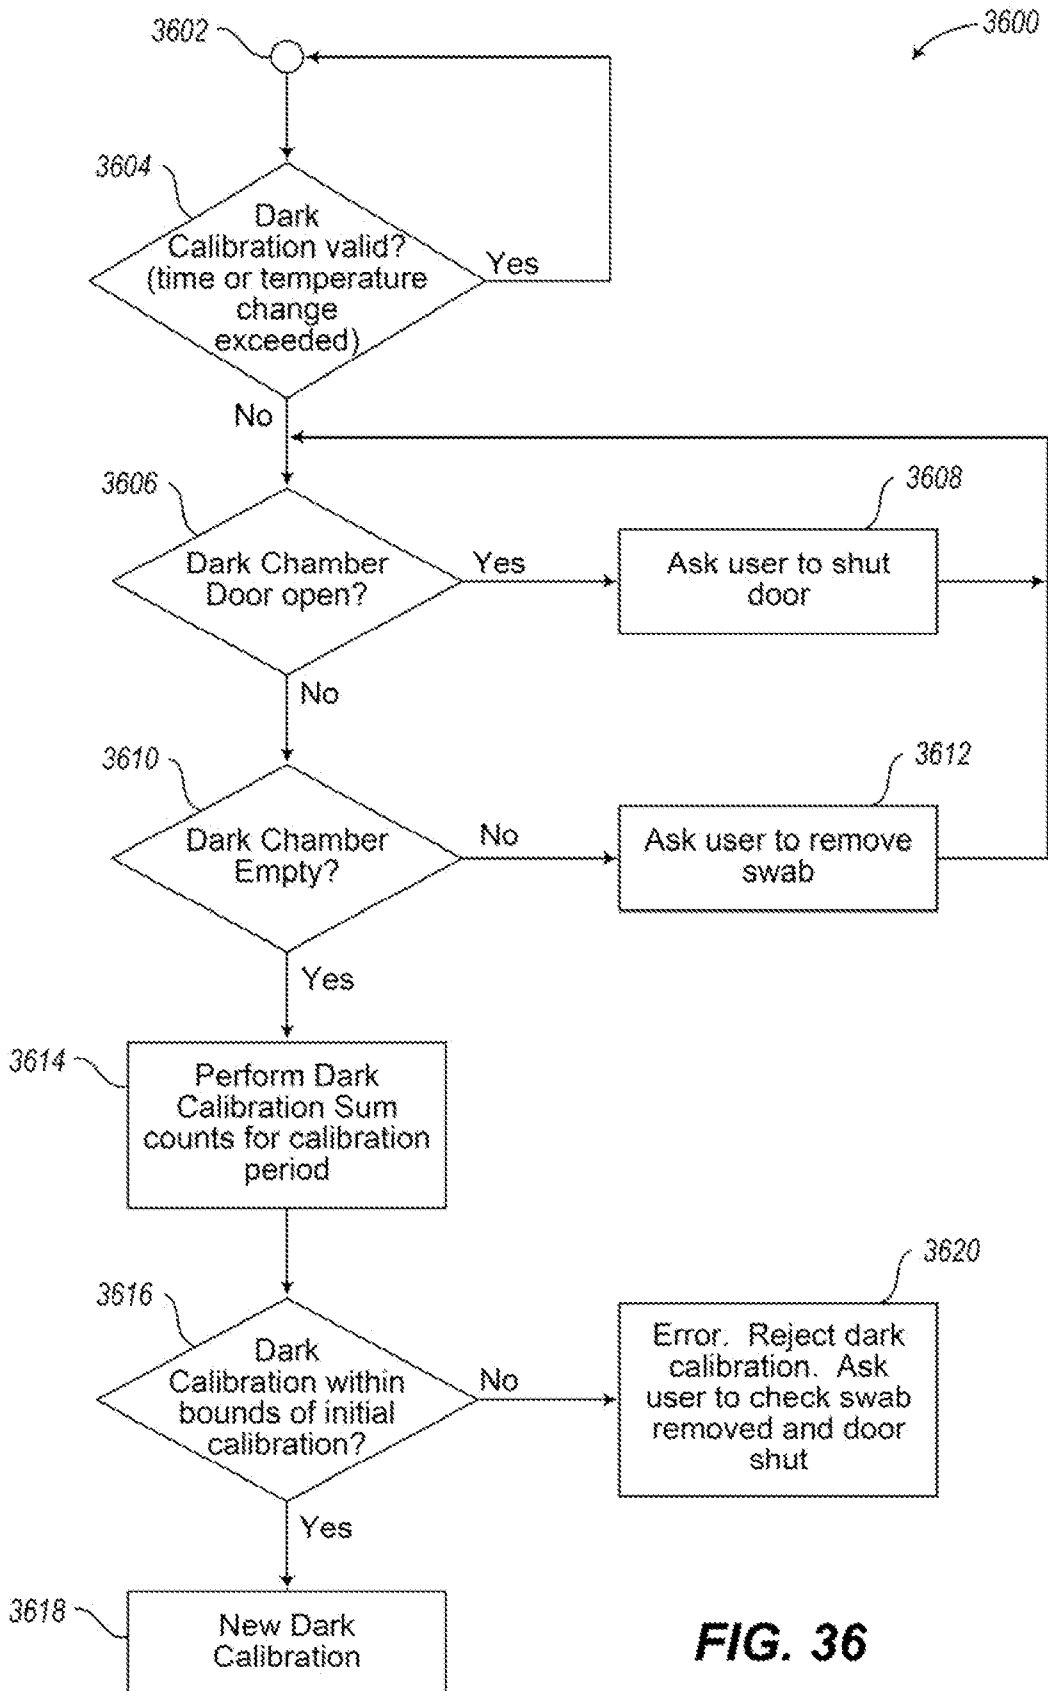 3602
3600
3604
Dark
Calibration valid?
(time or temperature
change
exceeded)
Yes
No
3606
Dark Chamber
Door open?
Yes
3608
Ask user to shut
door
No
3610
Dark Chamber
Empty?
No
3612
Ask user to remove
swab
Yes
3614
Perform Dark
Calibration Sum
counts for calibration
period
3616
Dark
Calibration within
bounds of initial
calibration?
No
3620
Error. Reject dark
calibration. Ask
user to check swab
removed and door
shut
Yes
3618
New Dark
Calibration
FIG. 36